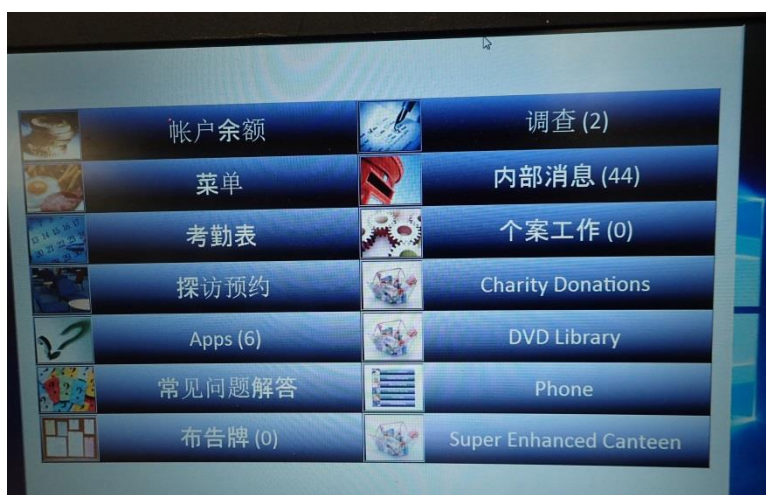 帐户余额
调查 (2)
菜单
内部消息 (44)
考勤表
个案工作 (0)
探访预约
Charity Donations
Apps (6)
DVD Library
常见问题解答
Phone
布告牌 (0)
Super Enhanced Canteen